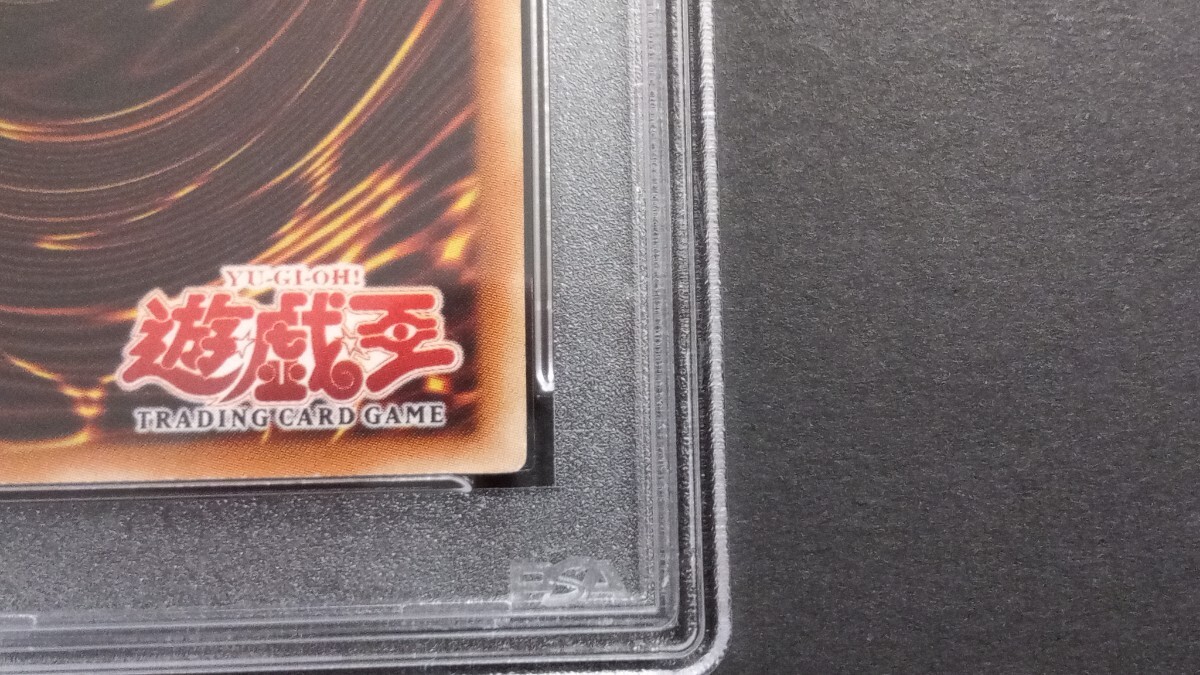 YU-GI-OH!
遊戯王
TRADING CARD GAME
PSA